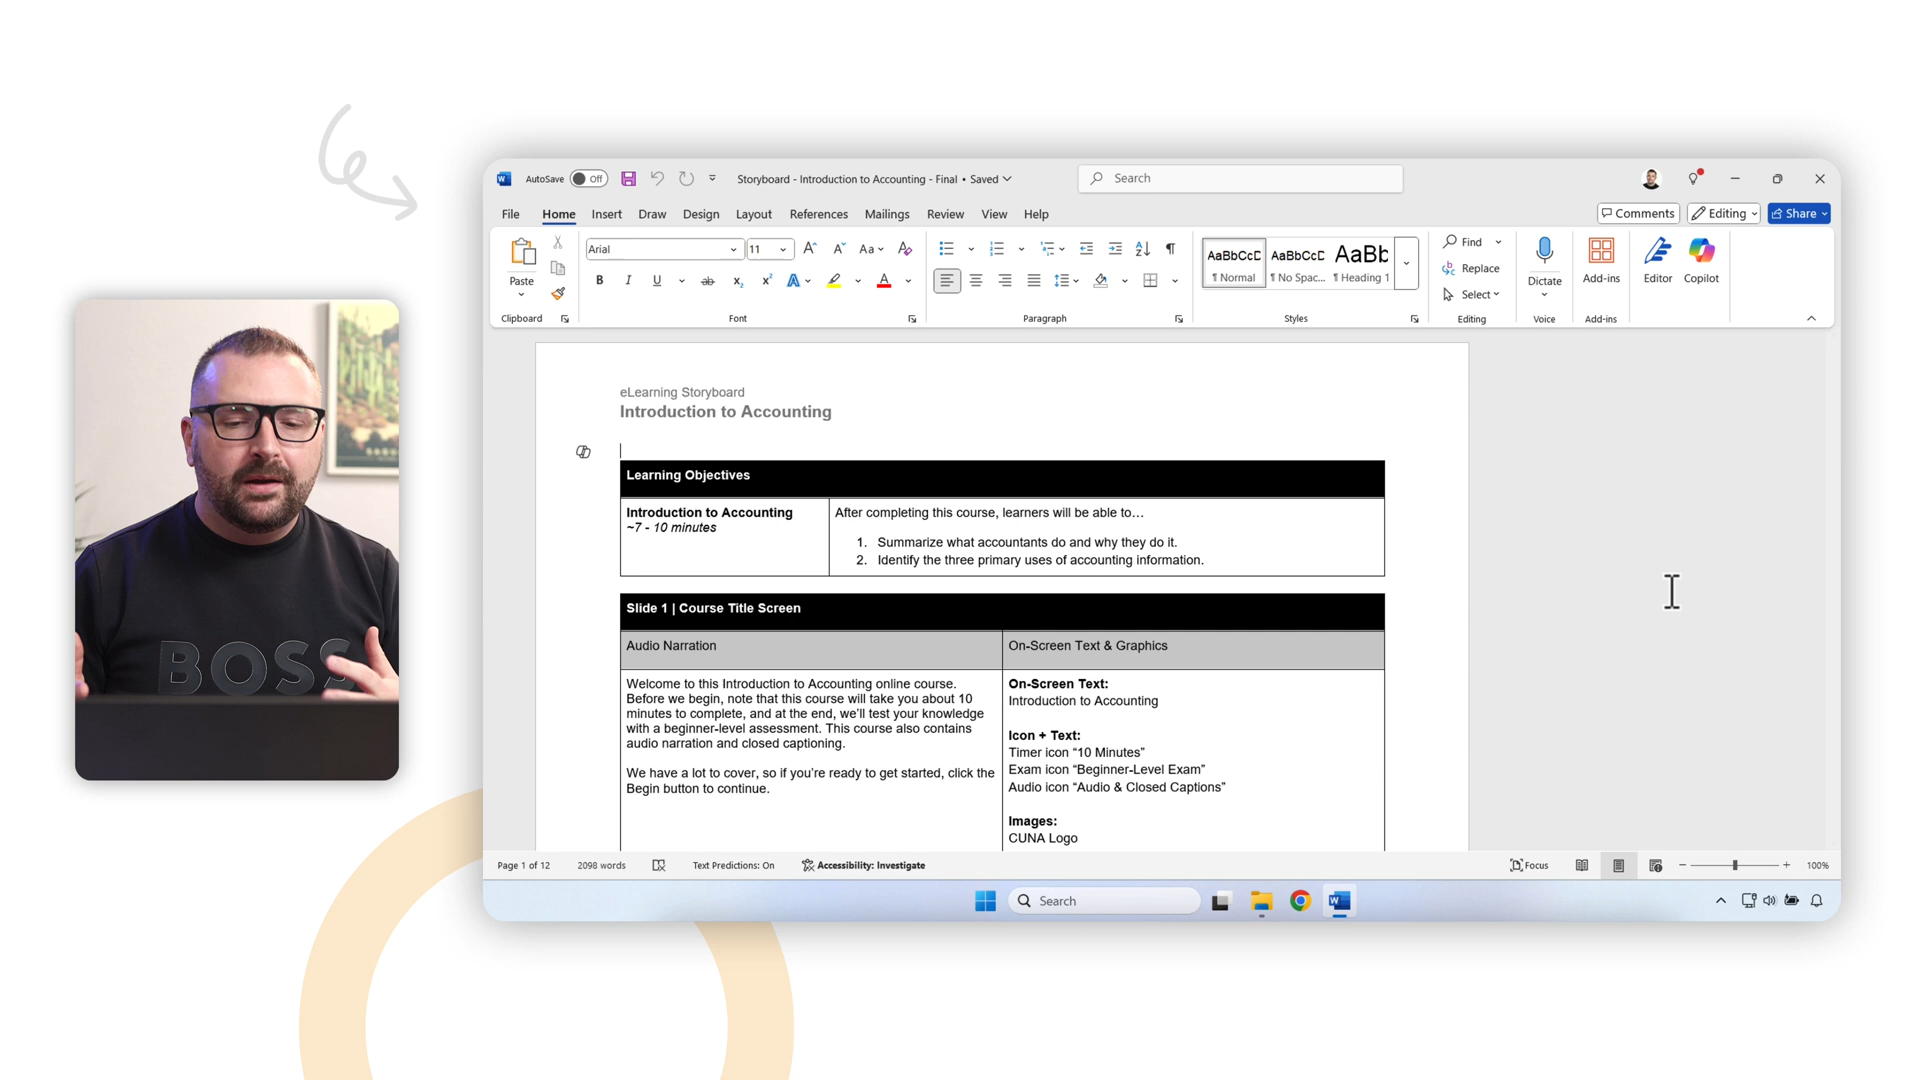 AutoSave Off
Storyboard - Introduction to Accounting - Final • Saved
Search
File Home Insert Draw Design Layout References Mailings Review View Help
Comments Editing Share
Paste
Clipboard
Arial 11
Aa
B I U ab x₂ x² A A
Font
Paragraph
AaBbCcD AaBbCcD AaBb
¶ Normal ¶ No Spac... ¶ Heading 1
Styles
Find
Replace
Select
Editing
Dictate
Voice
Add-ins
Add-ins
Editor
Copilot
eLearning Storyboard
Introduction to Accounting
Learning Objectives
Introduction to Accounting
~7 - 10 minutes
After completing this course, learners will be able to…
1. Summarize what accountants do and why they do it.
2. Identify the three primary uses of accounting information.
Slide 1 | Course Title Screen
Audio Narration
On-Screen Text & Graphics
Welcome to this Introduction to Accounting online course.
Before we begin, note that this course will take you about 10
minutes to complete, and at the end, we’ll test your knowledge
with a beginner-level assessment. This course also contains
audio narration and closed captioning.
We have a lot to cover, so if you’re ready to get started, click the
Begin button to continue.
On-Screen Text:
Introduction to Accounting
Icon + Text:
Timer icon “10 Minutes”
Exam icon “Beginner-Level Exam”
Audio icon “Audio & Closed Captions”
Images:
CUNA Logo
Page 1 of 12 2098 words Text Predictions: On Accessibility: Investigate
Focus 100%
Search
BOSS